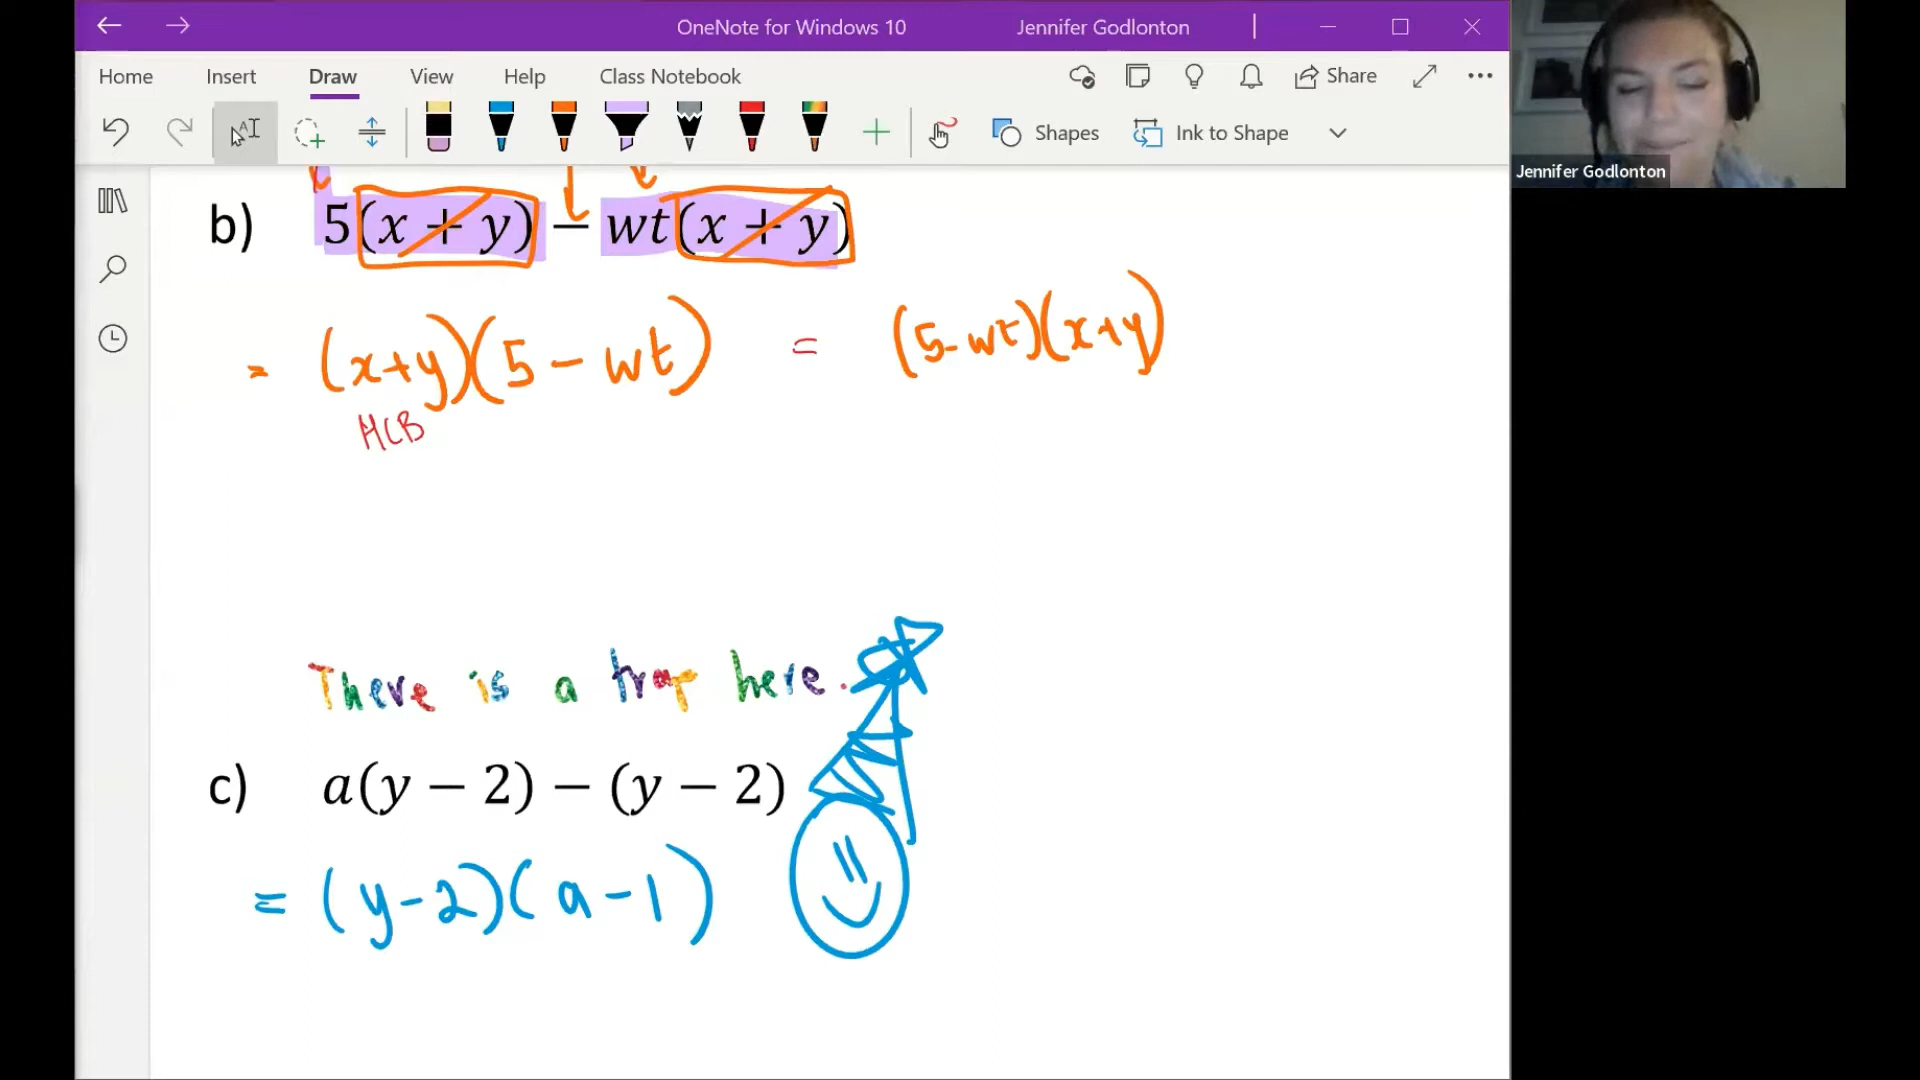 OneNote for Windows 10 Jennifer Godlonton
Home Insert Draw View Help Class Notebook Share
Shapes Ink to Shape
Jennifer Godlonton
b) 5(x + y) − wt(x + y)
= (x+y)(5 − wt) = (5-wt)(x+y)
HCB
There is a trap here.
c) a(y − 2) − (y − 2)
= (y-2)(a-1)